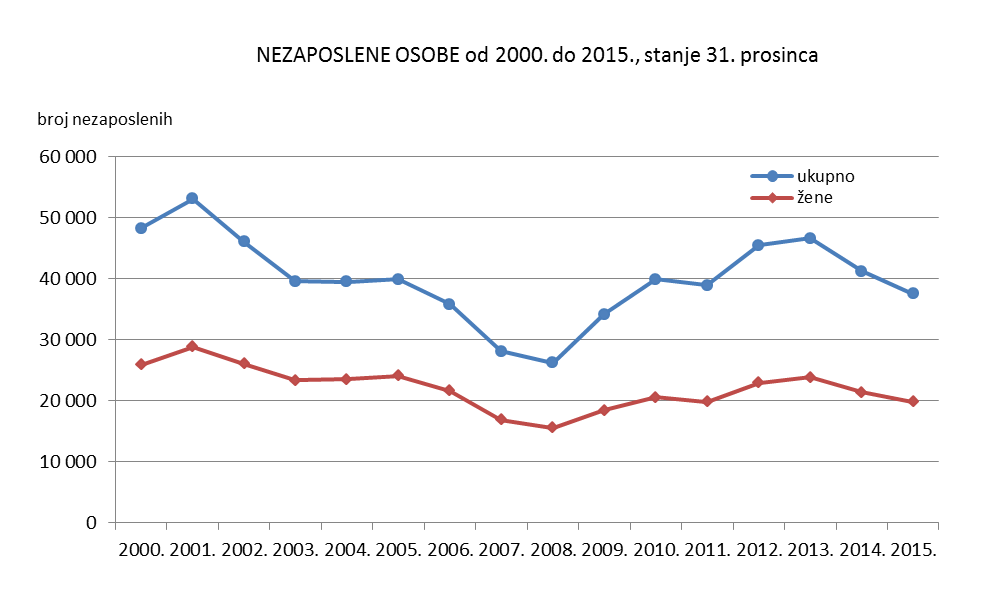 NEZAPOSLENE OSOBE od 2000. do 2015., stanje 31. prosinca
broj nezaposlenih
60 000
ukupno
žene
50 000
40 000
30 000
20 000
10 000
0
2000. 2001. 2002. 2003. 2004. 2005. 2006. 2007. 2008. 2009. 2010. 2011. 2012. 2013. 2014. 2015.